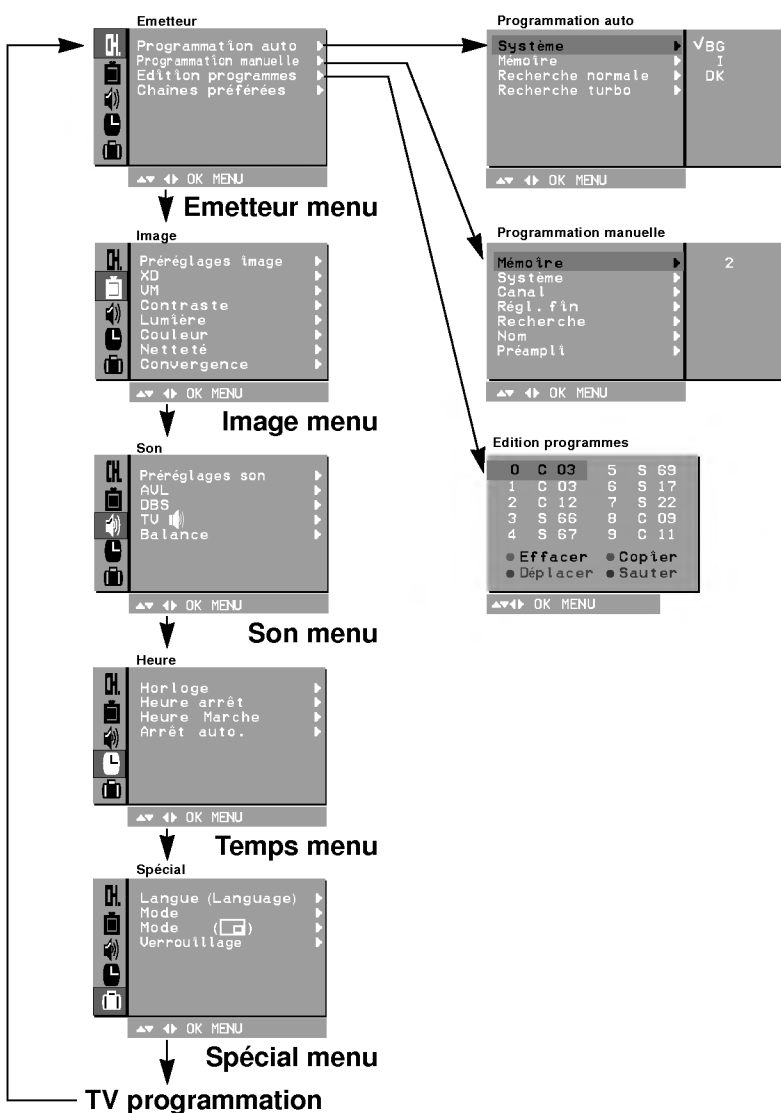 Emetteur
CH.
Programmation auto
Programmation manuelle
Edition programmes
Chaînes préférées
OK MENU
Emetteur menu
Image
CH.
Préréglages image
XD
VM
Contraste
Lumière
Couleur
Netteté
Convergence
OK MENU
Image menu
Son
CH.
Préréglages son
AVL
DBS
TV
Balance
OK MENU
Son menu
Heure
CH.
Horloge
Heure arrêt
Heure Marche
Arrêt auto.
OK MENU
Temps menu
Spécial
CH.
Langue (Language)
Mode
Mode ( )
Verrouillage
OK MENU
Spécial menu
TV programmation
Programmation auto
Système √BG
Mémoire I
Recherche normale DK
Recherche turbo
OK MENU
Programmation manuelle
Mémoire 2
Système
Canal
Régl.fin
Recherche
Nom
Préampli
OK MENU
Edition programmes
0 C 03 5 S 69
1 C 03 6 S 17
2 C 12 7 S 22
3 S 66 8 C 09
4 S 67 9 C 11
Effacer Copier
Déplacer Sauter
OK MENU